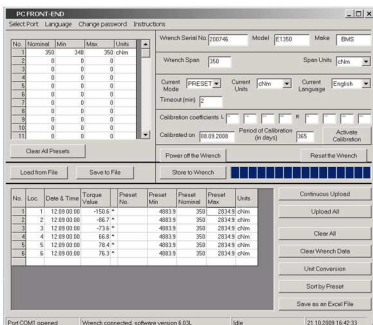 PC FRONT-END
Select Port Language Change password Instructions
No. Nominal Min Max Units
1 350 348 350 cNm
2 0 0 0
3 0 0 0
4 0 0 0
5 0 0 0
6 0 0 0
7 0 0 0
8 0 0 0
9 0 0 0
10 0 0 0
11 0 0 0
Clear All Presets
Load from File Save to File
Wrench Serial No. 200746 Model E1350 Make BMS
Wrench Span 350 Span Units cNm
Current Mode PRESET Current Units cNm Current Language English
Timeout (min) 2
Calibration coefficients L R
Calibrated on 08.09.2008 Period of Calibration (in days) 365 Activate Calibration
Power off the Wrench Reset the Wrench
Store to Wrench
No. Loc. Date & Time Torque Value Preset No. Preset Min Preset Nominal Preset Max Units
1 1 12.09 00:00 -150.6 * 4883.9 350 2834.9 cNm
2 2 12.09 00:00 -86.7 * 4883.9 350 2834.9 cNm
3 3 12.09 00:00 -73.6 * 4883.9 350 2834.9 cNm
4 4 12.09 00:00 66.8 * 4883.9 350 2834.9 cNm
5 5 12.09 00:00 78.4 * 4883.9 350 2834.9 cNm
6 6 12.09 00:00 76.3 * 4883.9 350 2834.9 cNm
Continuous Upload
Upload All
Clear All
Clear Wrench Data
Unit Conversion
Sort by Preset
Save as an Excel File
Port COM1 opened Wrench connected, software version 6.03L Idle 21.10.2009 16:42:33